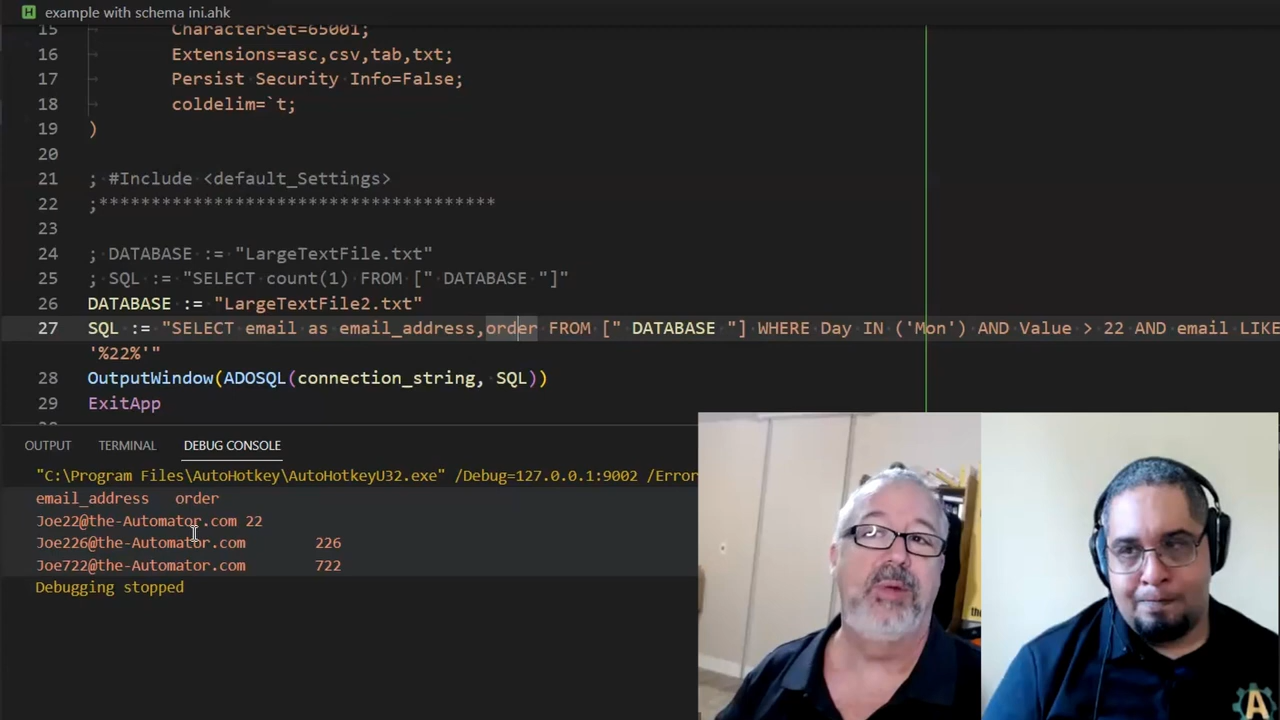 example with schema ini.ahk
15 CharacterSet=65001;
16 Extensions=asc,csv,tab,txt;
17 Persist Security Info=False;
18 coldelim=`t;
19 )
20
21 ; #Include <default_Settings>
22 ;**************************************
23
24 ; DATABASE := "LargeTextFile.txt"
25 ; SQL := "SELECT count(1) FROM [" DATABASE "]"
26 DATABASE := "LargeTextFile2.txt"
27 SQL := "SELECT email as email_address,order FROM [" DATABASE "] WHERE Day IN ('Mon') AND Value > 22 AND email LIKE
'%22%'"
28 OutputWindow(ADOSQL(connection_string, SQL))
29 ExitApp
OUTPUT TERMINAL DEBUG CONSOLE
"C:\Program Files\AutoHotkey\AutoHotkeyU32.exe" /Debug=127.0.0.1:9002 /Error
email_address order
Joe22@the-Automator.com 22
Joe226@the-Automator.com 226
Joe722@the-Automator.com 722
Debugging stopped